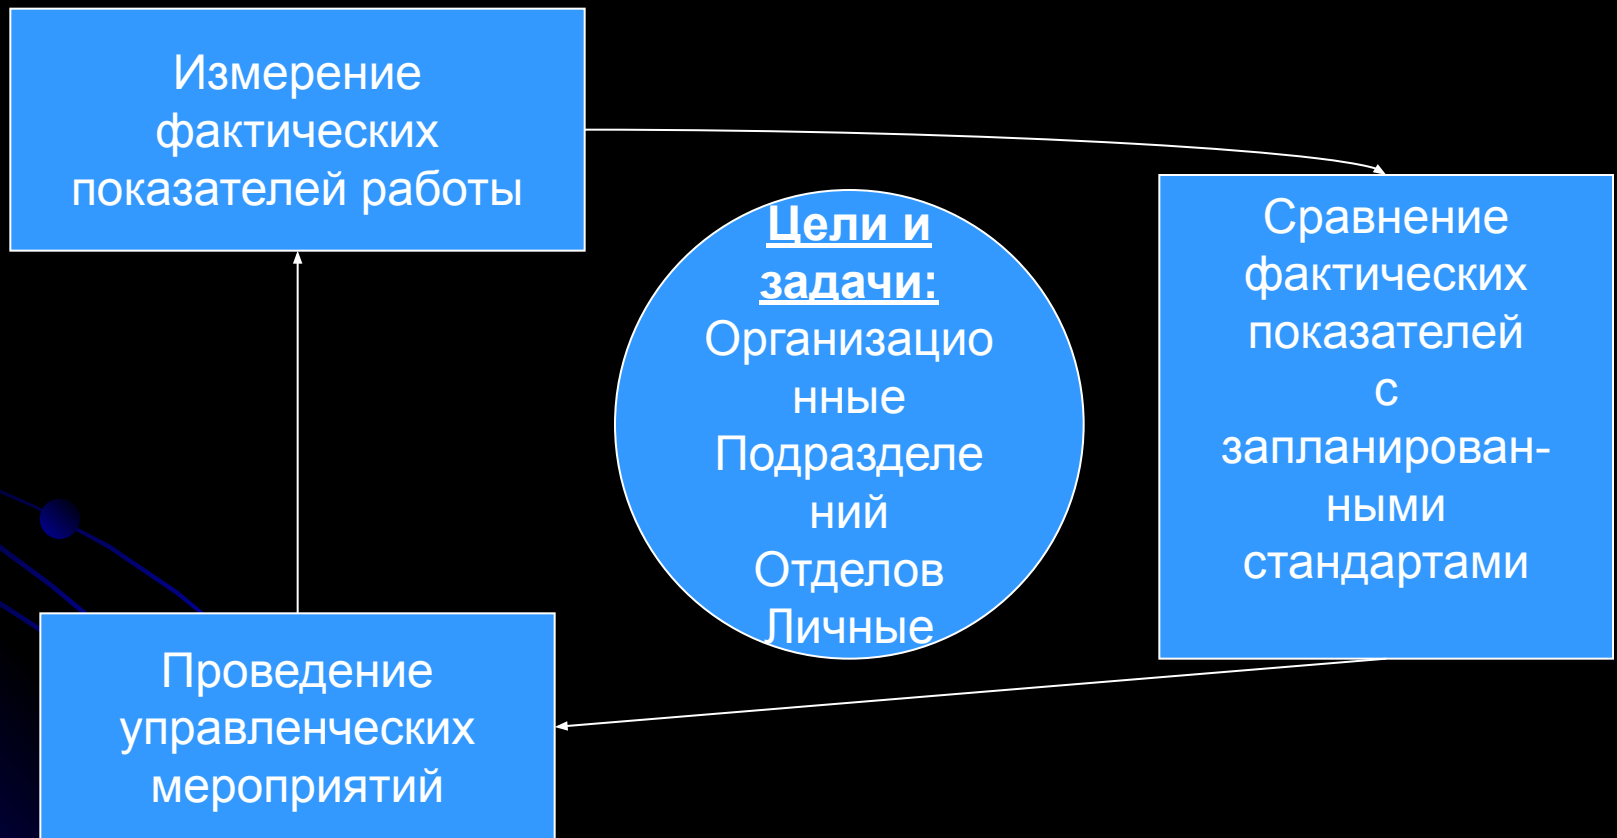 Измерение
фактических
показателей работы
Цели и
задачи:
Организацио
нные
Подразделе
ний
Отделов
Личные
Сравнение
фактических
показателей
с
запланирован-
ными
стандартами
Проведение
управленческих
мероприятий